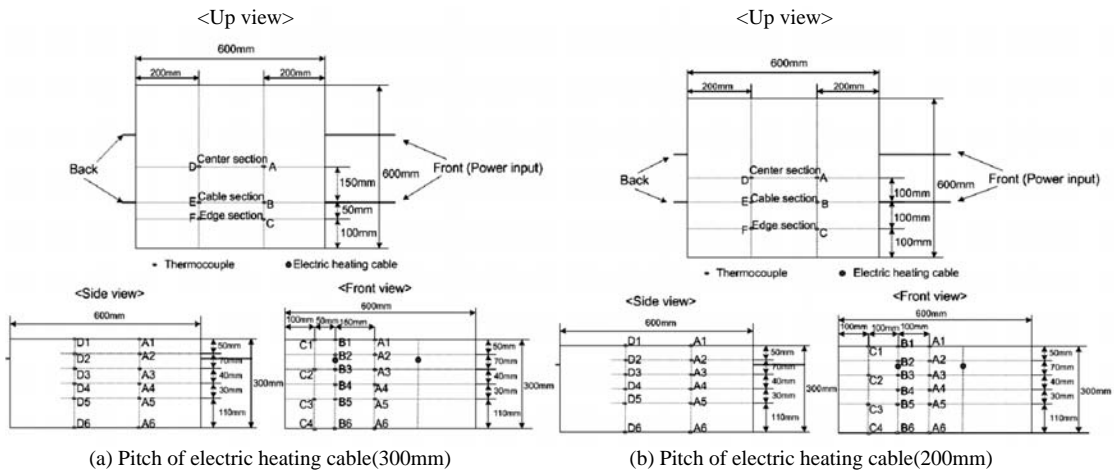 <Up view>
600mm
200mm
200mm
Back
D
Center section
A
E
Cable section
B
F
Edge section
C
150mm
50mm
100mm
600mm
Front (Power input)
Thermocouple
Electric heating cable
<Side view>
600mm
D1
D2
D3
D4
D5
D6
A1
A2
A3
A4
A5
A6
50mm
70mm
40mm
30mm
110mm
300mm
<Front view>
600mm
100mm
50mm
150mm
C1
C2
C3
C4
B1
B2
B3
B4
B5
B6
A1
A2
A3
A4
A5
A6
50mm
70mm
40mm
30mm
110mm
300mm
(a) Pitch of electric heating cable(300mm)
<Up view>
600mm
200mm
200mm
Back
D
Center section
A
E
Cable section
B
F
Edge section
C
100mm
100mm
100mm
600mm
Front (Power input)
Thermocouple
Electric heating cable
<Side view>
600mm
D1
D2
D3
D4
D5
D6
A1
A2
A3
A4
A5
A6
50mm
70mm
40mm
30mm
110mm
300mm
<Front view>
600mm
100mm
100mm
100mm
C1
C2
C3
C4
B1
B2
B3
B4
B5
B6
A1
A2
A3
A4
A5
A6
50mm
70mm
40mm
30mm
110mm
300mm
(b) Pitch of electric heating cable(200mm)